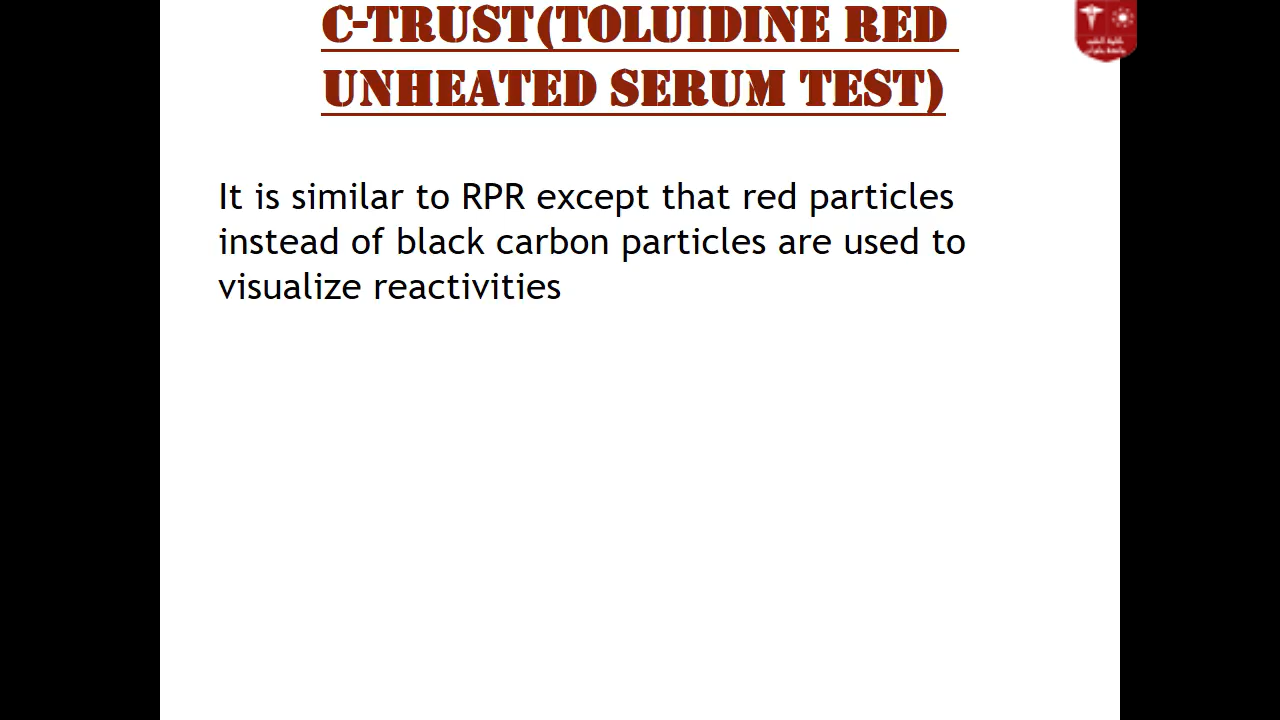 C-TRUST(TOLUIDINE RED
UNHEATED SERUM TEST)
It is similar to RPR except that red particles
instead of black carbon particles are used to
visualize reactivities